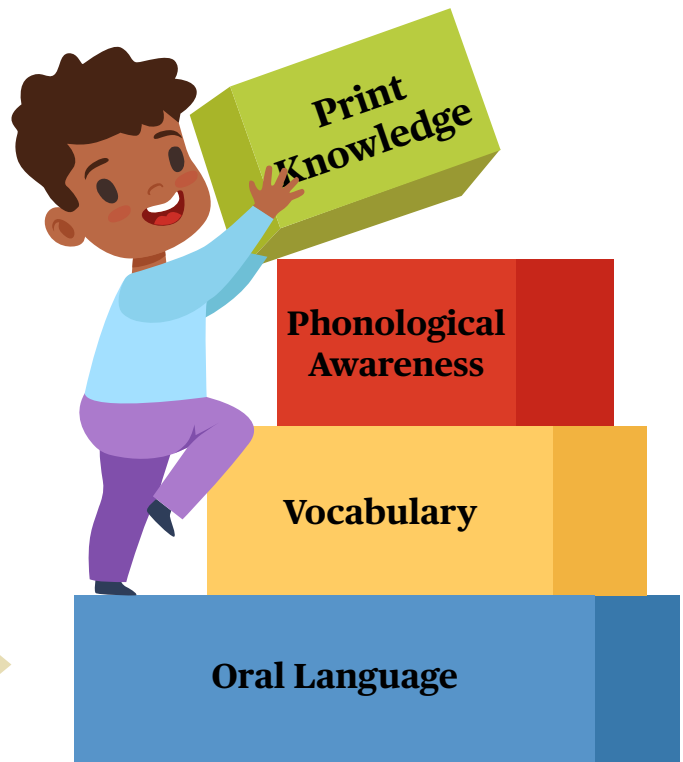 Print
Knowledge
Phonological
Awareness
Vocabulary
Oral Language